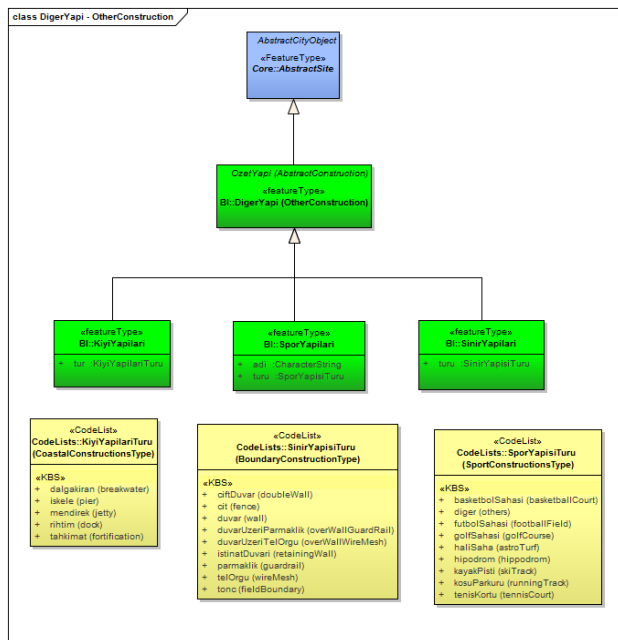 class DigerYapi - OtherConstruction
AbstractCityObject
«FeatureType»
Core::AbstractSite
OzetYapi (AbstractConstruction)
«featureType»
BI::DigerYapi (OtherConstruction)
«featureType»
BI::KiyiYapilari
+ tur :KiyiYapilariTuru
«featureType»
BI::SporYapilari
+ adi :CharacterString
+ turu :SporYapisiTuru
«featureType»
BI::SinirYapilari
+ turu :SinirYapisiTuru
«CodeList»
CodeLists::KiyiYapilariTuru
(CoastalConstructionsType)
«KBS»
+ dalgakiran (breakwater)
+ iskele (pier)
+ mendirek (jetty)
+ rihtim (dock)
+ tahkimat (fortification)
«CodeList»
CodeLists::SinirYapisiTuru
(BoundaryConstructionType)
«KBS»
+ ciftDuvar (doubleWall)
+ cit (fence)
+ duvar (wall)
+ duvarUzeriParmaklik (overWallGuardRail)
+ duvarUzeriTelOrgu (overWallWireMesh)
+ istinatDuvari (retainingWall)
+ parmaklik (guardrail)
+ telOrgu (wireMesh)
+ tonc (fieldBoundary)
«CodeList»
CodeLists::SporYapisiTuru
(SportConstructionsType)
«KBS»
+ basketbolSahasi (basketballCourt)
+ diger (others)
+ futbolSahasi (footballField)
+ golfSahasi (golfCourse)
+ haliSaha (astroTurf)
+ hipodrom (hippodrom)
+ kayakPisti (skiTrack)
+ kosuParkuru (runningTrack)
+ tenisKortu (tennisCourt)